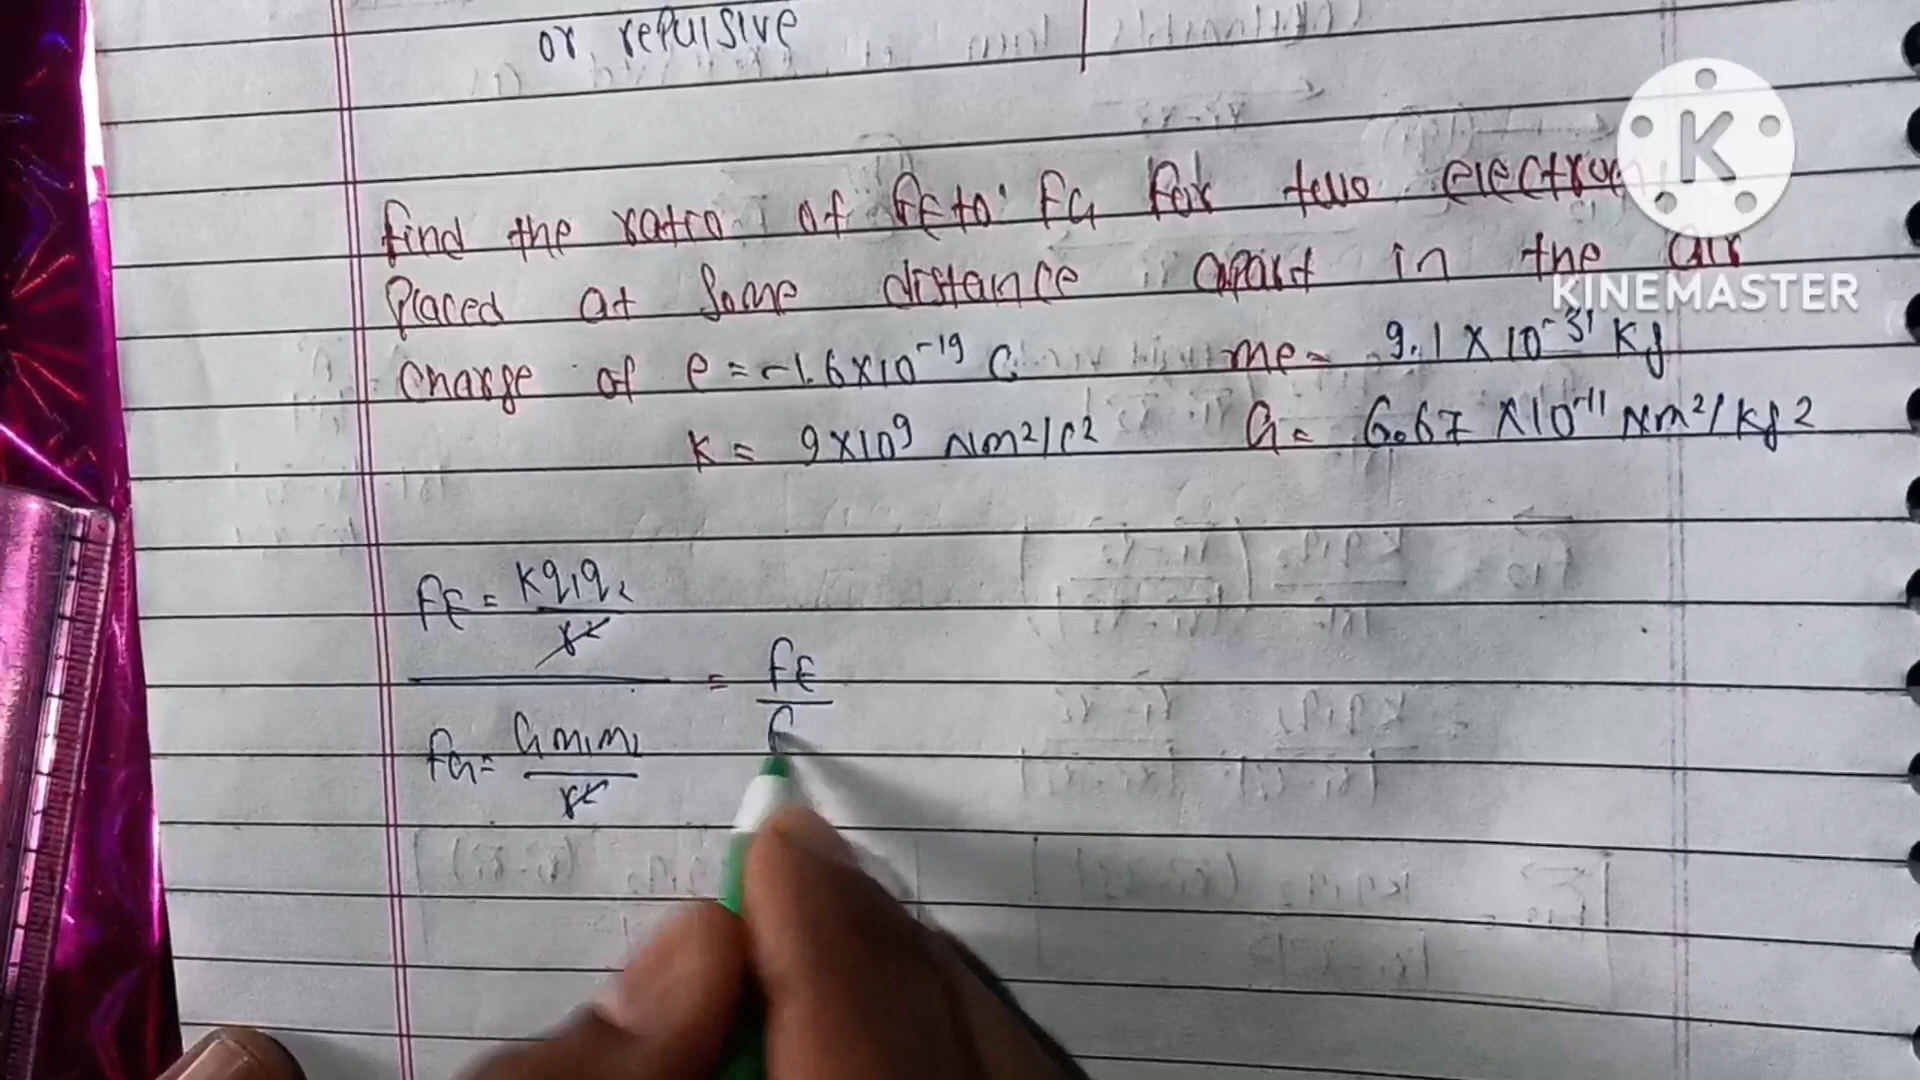 or repulsive
find the ratio of FE to FG for two electron
Placed at some distance apart in the air
charge of e = -1.6×10⁻¹⁹ C me = 9.1 × 10⁻³¹ kg
K = 9×10⁹ Nm²/C² G = 6.67 ×10⁻¹¹ Nm²/kg²
FE = Kq₁q₂
r²
= FE
FG = Gm₁m₂
r²
K
KINEMASTER